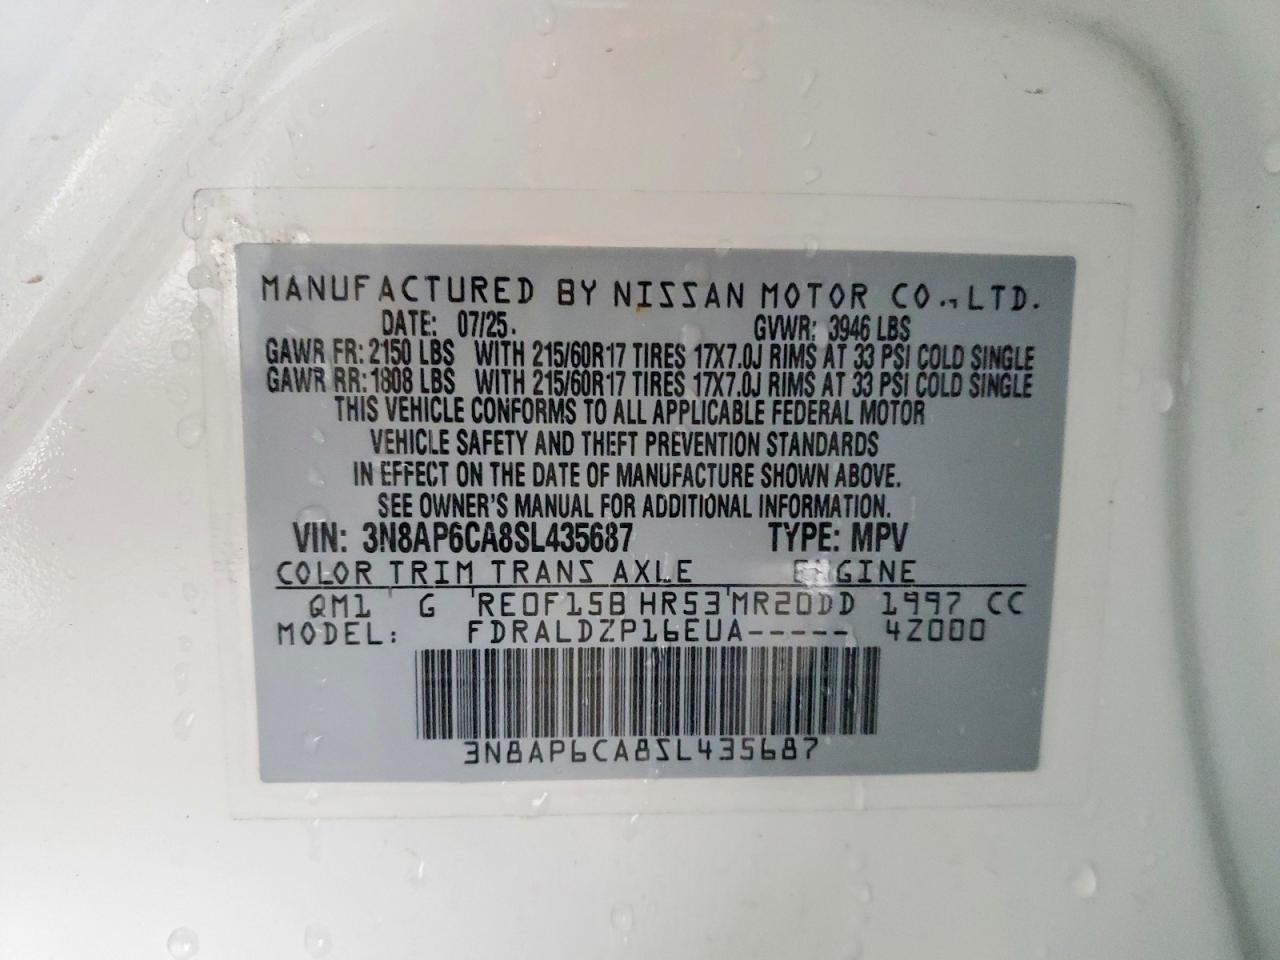 MANUFACTURED BY NISSAN MOTOR CO., LTD.
DATE: 07/25. GVWR: 3946 LBS
GAWR FR: 2150 LBS WITH 215/60R17 TIRES 17X7.0J RIMS AT 33 PSI COLD SINGLE
GAWR RR: 1808 LBS WITH 215/60R17 TIRES 17X7.0J RIMS AT 33 PSI COLD SINGLE
THIS VEHICLE CONFORMS TO ALL APPLICABLE FEDERAL MOTOR
VEHICLE SAFETY AND THEFT PREVENTION STANDARDS
IN EFFECT ON THE DATE OF MANUFACTURE SHOWN ABOVE.
SEE OWNER'S MANUAL FOR ADDITIONAL INFORMATION.
VIN: 3N8AP6CA8SL435687 TYPE: MPV
COLOR TRIM TRANS AXLE ENGINE
QM1 G RE0F15B HR53 MR20DD 1997 CC
MODEL: FDRALDZP16EUA----- 4Z000
3N8AP6CA8SL435687